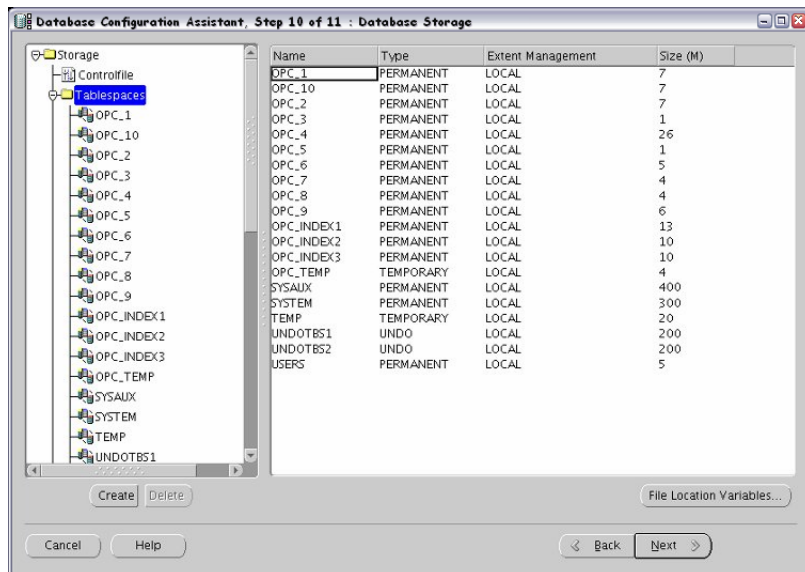 Database Configuration Assistant, Step 10 of 11 : Database Storage
Storage
Controlfile
Tablespaces
OPC_1
OPC_10
OPC_2
OPC_3
OPC_4
OPC_5
OPC_6
OPC_7
OPC_8
OPC_9
OPC_INDEX1
OPC_INDEX2
OPC_INDEX3
OPC_TEMP
SYSAUX
SYSTEM
TEMP
UNDOTBS1
Name Type Extent Management Size (M)
OPC_1 PERMANENT LOCAL 7
OPC_10 PERMANENT LOCAL 7
OPC_2 PERMANENT LOCAL 7
OPC_3 PERMANENT LOCAL 1
OPC_4 PERMANENT LOCAL 26
OPC_5 PERMANENT LOCAL 1
OPC_6 PERMANENT LOCAL 5
OPC_7 PERMANENT LOCAL 4
OPC_8 PERMANENT LOCAL 4
OPC_9 PERMANENT LOCAL 6
OPC_INDEX1 PERMANENT LOCAL 13
OPC_INDEX2 PERMANENT LOCAL 10
OPC_INDEX3 PERMANENT LOCAL 10
OPC_TEMP TEMPORARY LOCAL 4
SYSAUX PERMANENT LOCAL 400
SYSTEM PERMANENT LOCAL 300
TEMP TEMPORARY LOCAL 20
UNDOTBS1 UNDO LOCAL 200
UNDOTBS2 UNDO LOCAL 200
USERS PERMANENT LOCAL 5
Create Delete File Location Variables...
Cancel Help Back Next